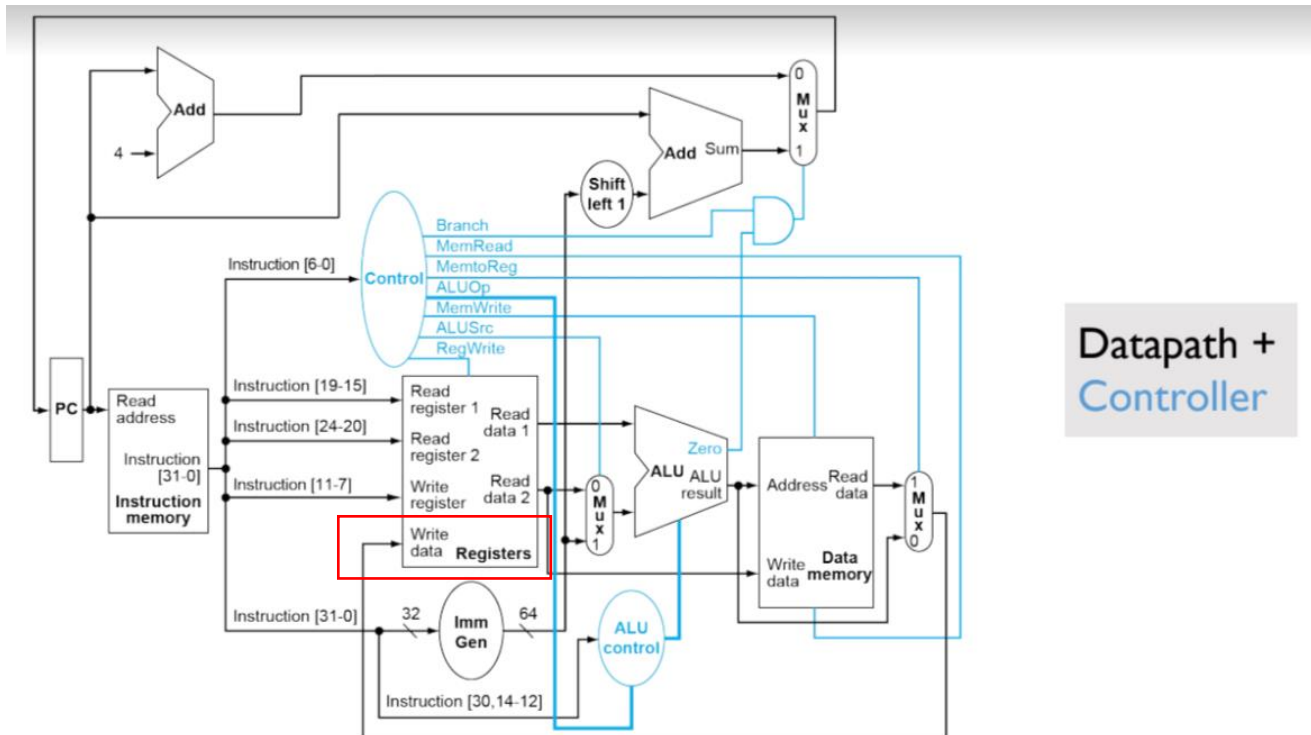 Add
4
Add Sum
0
M
u
x
1
Shift
left 1
Branch
MemRead
MemtoReg
ALUOp
MemWrite
ALUSrc
RegWrite
Control
Instruction [6-0]
Datapath +
Controller
PC
Read
address
Instruction
[31-0]
Instruction
memory
Instruction [19-15]
Instruction [24-20]
Instruction [11-7]
Read
register 1
Read
register 2
Write
register
Write
data
Registers
Read
data 1
Read
data 2
0
M
u
x
1
Zero
ALU
ALU
result
Address
Read
data
Write
data
Data
memory
1
M
u
x
0
Instruction [31-0]
32
Imm
Gen
64
ALU
control
Instruction [30,14-12]